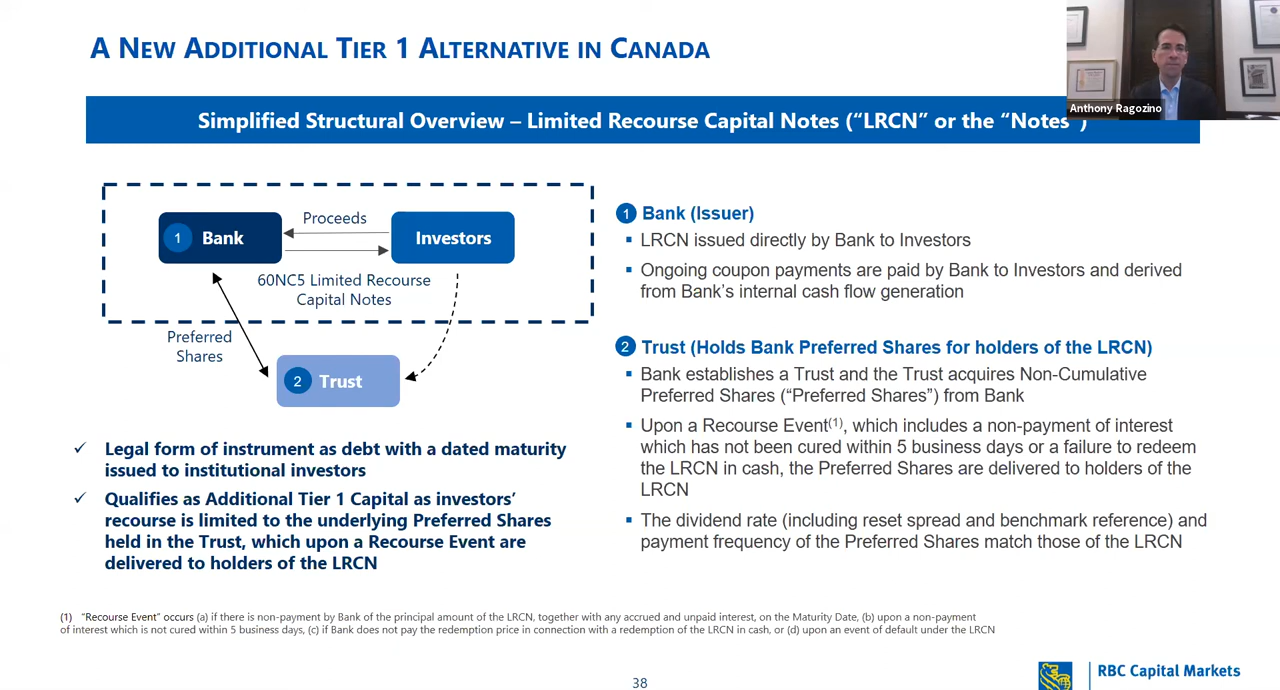 A NEW ADDITIONAL TIER 1 ALTERNATIVE IN CANADA
Anthony Ragozino
Simplified Structural Overview – Limited Recourse Capital Notes (“LRCN” or the “Notes”)
1 Bank
Proceeds
Investors
60NC5 Limited Recourse
Capital Notes
Preferred
Shares
2 Trust
✓ Legal form of instrument as debt with a dated maturity
issued to institutional investors
✓ Qualifies as Additional Tier 1 Capital as investors’
recourse is limited to the underlying Preferred Shares
held in the Trust, which upon a Recourse Event are
delivered to holders of the LRCN
1 Bank (Issuer)
▪ LRCN issued directly by Bank to Investors
▪ Ongoing coupon payments are paid by Bank to Investors and derived
from Bank’s internal cash flow generation
2 Trust (Holds Bank Preferred Shares for holders of the LRCN)
▪ Bank establishes a Trust and the Trust acquires Non-Cumulative
Preferred Shares (“Preferred Shares”) from Bank
▪ Upon a Recourse Event(1), which includes a non-payment of interest
which has not been cured within 5 business days or a failure to redeem
the LRCN in cash, the Preferred Shares are delivered to holders of the
LRCN
▪ The dividend rate (including reset spread and benchmark reference) and
payment frequency of the Preferred Shares match those of the LRCN
(1) “Recourse Event” occurs (a) if there is non-payment by Bank of the principal amount of the LRCN, together with any accrued and unpaid interest, on the Maturity Date, (b) upon a non-payment
of interest which is not cured within 5 business days, (c) if Bank does not pay the redemption price in connection with a redemption of the LRCN in cash, or (d) upon an event of default under the LRCN
38
RBC
RBC Capital Markets